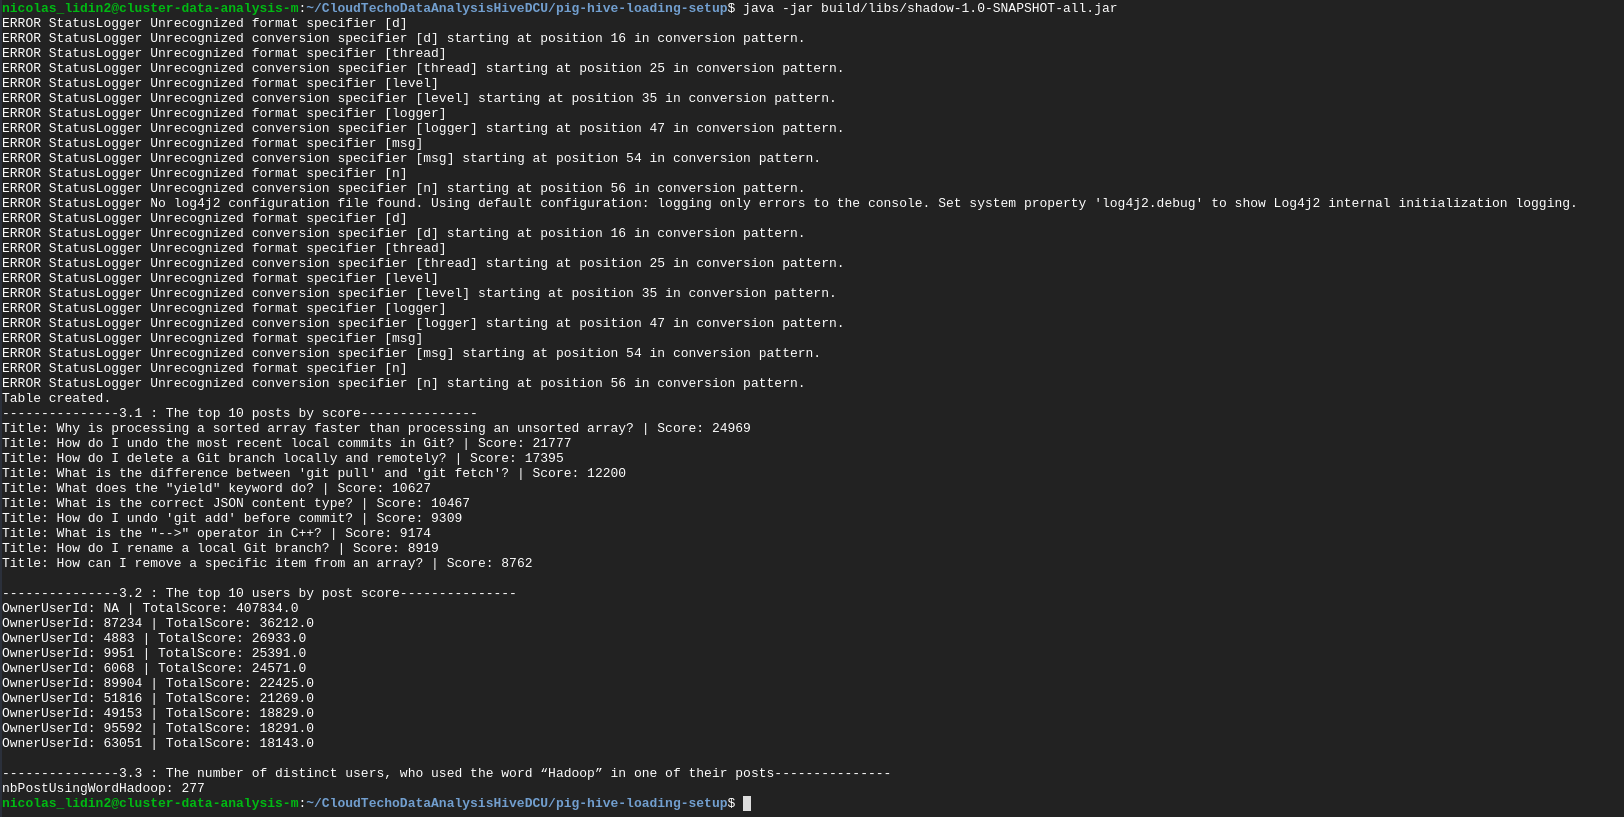 nicolas_lidin2@cluster-data-analysis-m:~/CloudTechoDataAnalysisHiveDCU/pig-hive-loading-setup$ java -jar build/libs/shadow-1.0-SNAPSHOT-all.jar
ERROR StatusLogger Unrecognized format specifier [d]
ERROR StatusLogger Unrecognized conversion specifier [d] starting at position 16 in conversion pattern.
ERROR StatusLogger Unrecognized format specifier [thread]
ERROR StatusLogger Unrecognized conversion specifier [thread] starting at position 25 in conversion pattern.
ERROR StatusLogger Unrecognized format specifier [level]
ERROR StatusLogger Unrecognized conversion specifier [level] starting at position 35 in conversion pattern.
ERROR StatusLogger Unrecognized format specifier [logger]
ERROR StatusLogger Unrecognized conversion specifier [logger] starting at position 47 in conversion pattern.
ERROR StatusLogger Unrecognized format specifier [msg]
ERROR StatusLogger Unrecognized conversion specifier [msg] starting at position 54 in conversion pattern.
ERROR StatusLogger Unrecognized format specifier [n]
ERROR StatusLogger Unrecognized conversion specifier [n] starting at position 56 in conversion pattern.
ERROR StatusLogger No log4j2 configuration file found. Using default configuration: logging only errors to the console. Set system property 'log4j2.debug' to show Log4j2 internal initialization logging.
ERROR StatusLogger Unrecognized format specifier [d]
ERROR StatusLogger Unrecognized conversion specifier [d] starting at position 16 in conversion pattern.
ERROR StatusLogger Unrecognized format specifier [thread]
ERROR StatusLogger Unrecognized conversion specifier [thread] starting at position 25 in conversion pattern.
ERROR StatusLogger Unrecognized format specifier [level]
ERROR StatusLogger Unrecognized conversion specifier [level] starting at position 35 in conversion pattern.
ERROR StatusLogger Unrecognized format specifier [logger]
ERROR StatusLogger Unrecognized conversion specifier [logger] starting at position 47 in conversion pattern.
ERROR StatusLogger Unrecognized format specifier [msg]
ERROR StatusLogger Unrecognized conversion specifier [msg] starting at position 54 in conversion pattern.
ERROR StatusLogger Unrecognized format specifier [n]
ERROR StatusLogger Unrecognized conversion specifier [n] starting at position 56 in conversion pattern.
Table created.
---------------3.1 : The top 10 posts by score---------------
Title: Why is processing a sorted array faster than processing an unsorted array? | Score: 24969
Title: How do I undo the most recent local commits in Git? | Score: 21777
Title: How do I delete a Git branch locally and remotely? | Score: 17395
Title: What is the difference between 'git pull' and 'git fetch'? | Score: 12200
Title: What does the "yield" keyword do? | Score: 10627
Title: What is the correct JSON content type? | Score: 10467
Title: How do I undo 'git add' before commit? | Score: 9309
Title: What is the "-->" operator in C++? | Score: 9174
Title: How do I rename a local Git branch? | Score: 8919
Title: How can I remove a specific item from an array? | Score: 8762
---------------3.2 : The top 10 users by post score---------------
OwnerUserId: NA | TotalScore: 407834.0
OwnerUserId: 87234 | TotalScore: 36212.0
OwnerUserId: 4883 | TotalScore: 26933.0
OwnerUserId: 9951 | TotalScore: 25391.0
OwnerUserId: 6068 | TotalScore: 24571.0
OwnerUserId: 89904 | TotalScore: 22425.0
OwnerUserId: 51816 | TotalScore: 21269.0
OwnerUserId: 49153 | TotalScore: 18829.0
OwnerUserId: 95592 | TotalScore: 18291.0
OwnerUserId: 63051 | TotalScore: 18143.0
---------------3.3 : The number of distinct users, who used the word “Hadoop” in one of their posts---------------
nbPostUsingWordHadoop: 277
nicolas_lidin2@cluster-data-analysis-m:~/CloudTechoDataAnalysisHiveDCU/pig-hive-loading-setup$